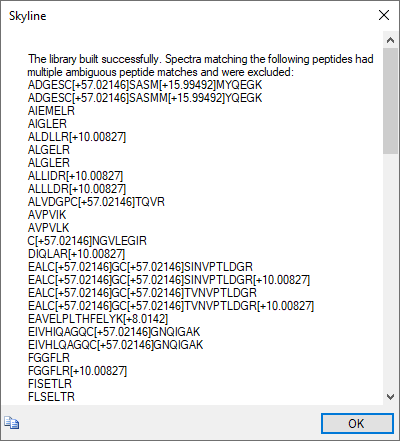 Skyline
The library built successfully. Spectra matching the following peptides had
multiple ambiguous peptide matches and were excluded:
ADGESC[+57.02146]SASM[+15.99492]MYQEGK
ADGESC[+57.02146]SASMM[+15.99492]YQEGK
AIEMELR
AIGLER
ALDLLR[+10.00827]
ALGELR
ALGLER
ALLIDR[+10.00827]
ALLLDR[+10.00827]
ALVDGPC[+57.02146]TQVR
AVPVIK
AVPVLK
C[+57.02146]NGVLEGIR
DIQLAR[+10.00827]
EALC[+57.02146]GC[+57.02146]SINVPTLDGR
EALC[+57.02146]GC[+57.02146]SINVPTLDGR[+10.00827]
EALC[+57.02146]GC[+57.02146]TVNVPTLDGR
EALC[+57.02146]GC[+57.02146]TVNVPTLDGR[+10.00827]
EAVELPLTHFELYK[+8.0142]
EIVHIQAGQC[+57.02146]GNQIGAK
EIVHLQAGQC[+57.02146]GNQIGAK
FGGFLR
FGGFLR[+10.00827]
FISETLR
FLSELTR
OK